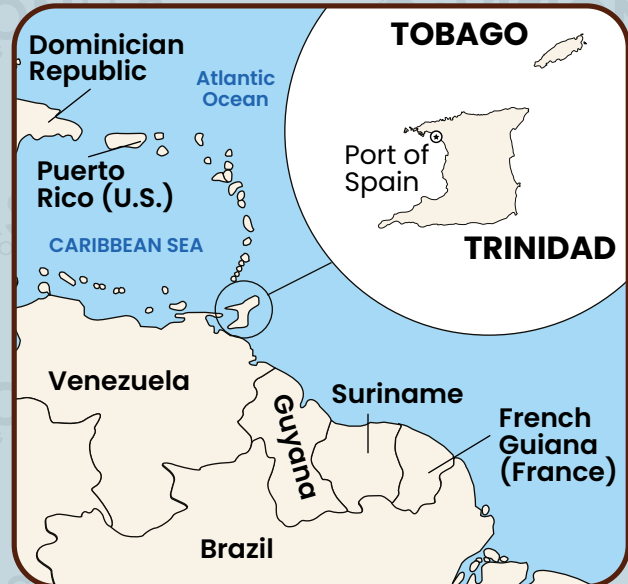 TOBAGO
Dominician
Republic
Atlantic
Ocean
Port of
Spain
Puerto
Rico (U.S.)
CARIBBEAN SEA
TRINIDAD
Venezuela
Suriname
Guyana
French
Guiana
(France)
Brazil